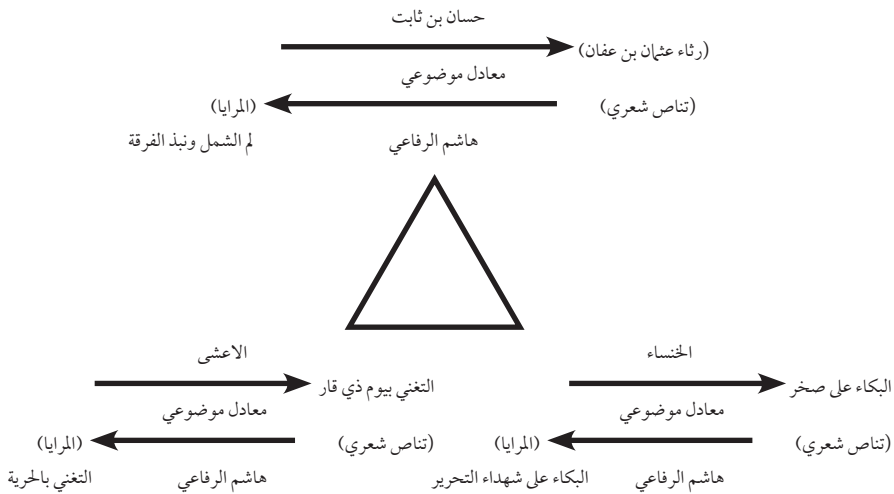 حسان بن ثابت
(رثاء عثمان بن عفان)
معادل موضوعي
(تناص شعري)
(المرايا)
هاشم الرفاعي
لم الشمل ونبذ الفرقة
الخنساء
البكاء على صخر
معادل موضوعي
(تناص شعري)
(المرايا)
هاشم الرفاعي
البكاء على شهداء التحرير
الاعشى
التغني بيوم ذي قار
معادل موضوعي
(تناص شعري)
(المرايا)
هاشم الرفاعي
التغني بالحرية